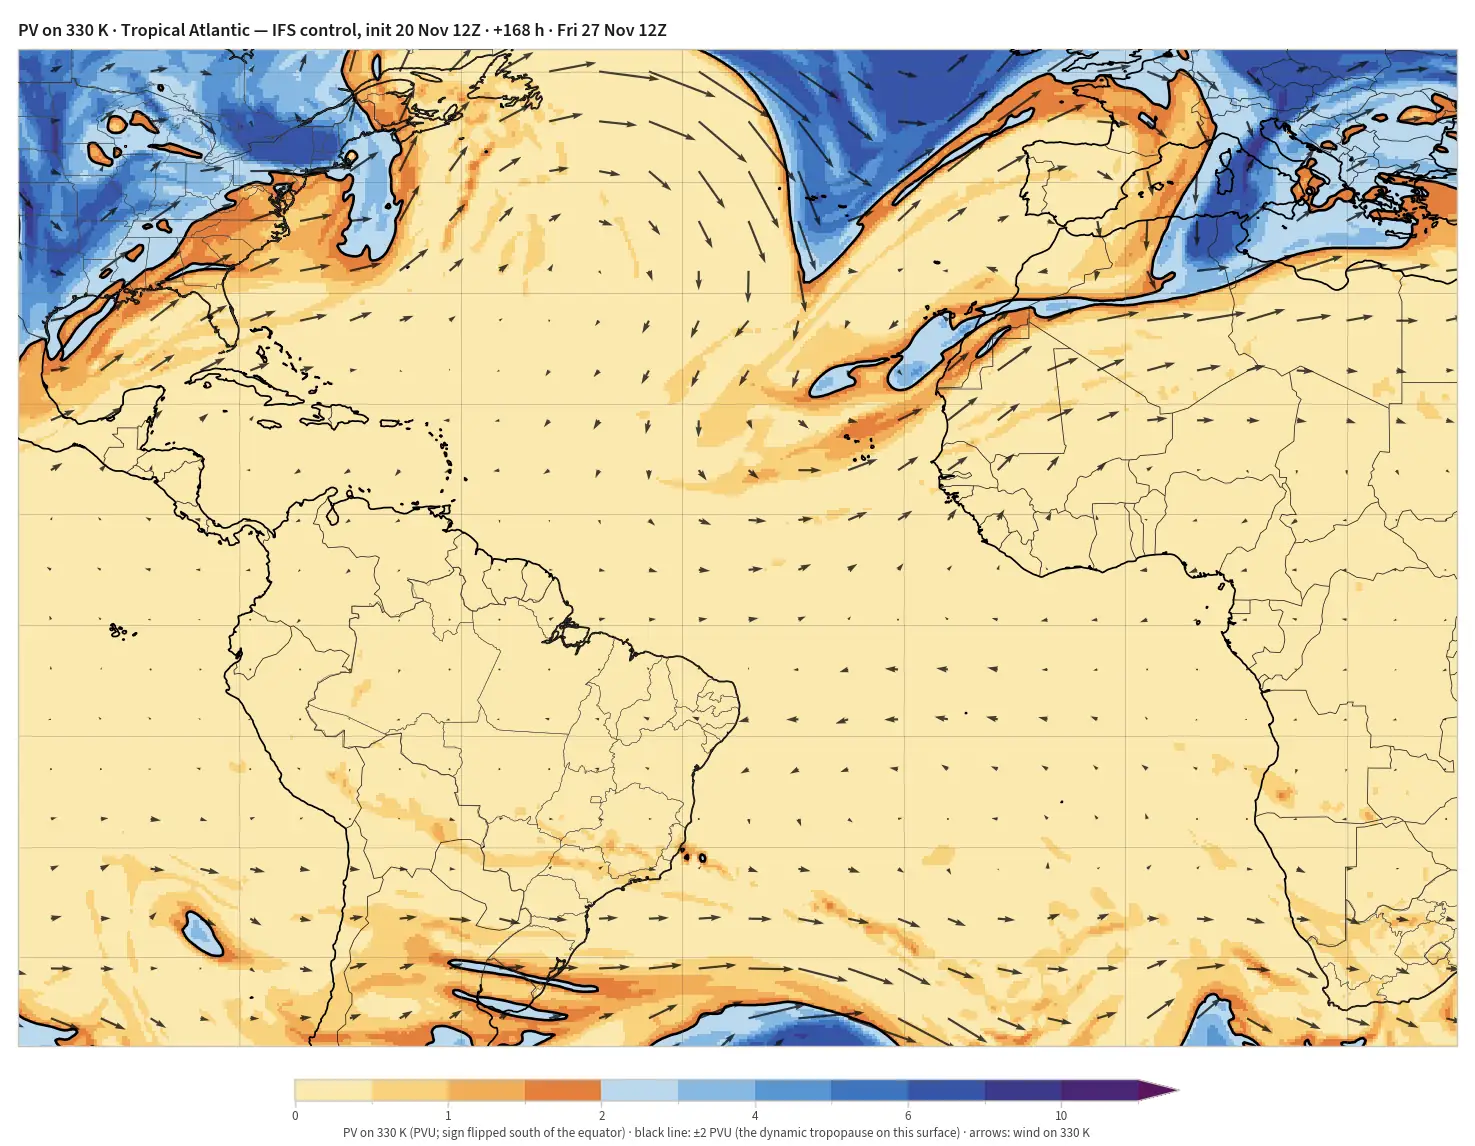 PV on 330 K · Tropical Atlantic — IFS control, init 20 Nov 12Z · +168 h · Fri 27 Nov 12Z
0 1 2 4 6 10
PV on 330 K (PVU; sign flipped south of the equator) · black line: ±2 PVU (the dynamic tropopause on this surface) · arrows: wind on 330 K